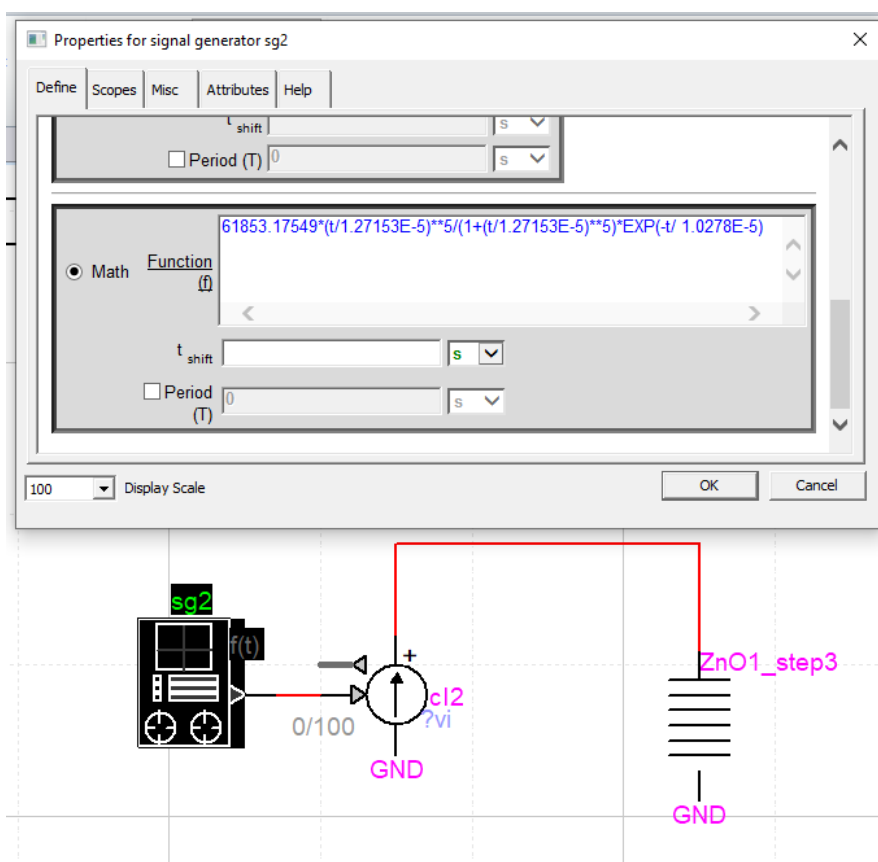 Properties for signal generator sg2
Define Scopes Misc Attributes Help
t shift s
Period (T) 0 s
Math Function (f) 61853.17549*(t/1.27153E-5)**5/(1+(t/1.27153E-5)**5)*EXP(-t/ 1.0278E-5)
t shift s
Period (T) 0 s
100 Display Scale OK Cancel
sg2
f(t)
+
ZnO1_step3
cI2
0/100 ?vi
GND
GND